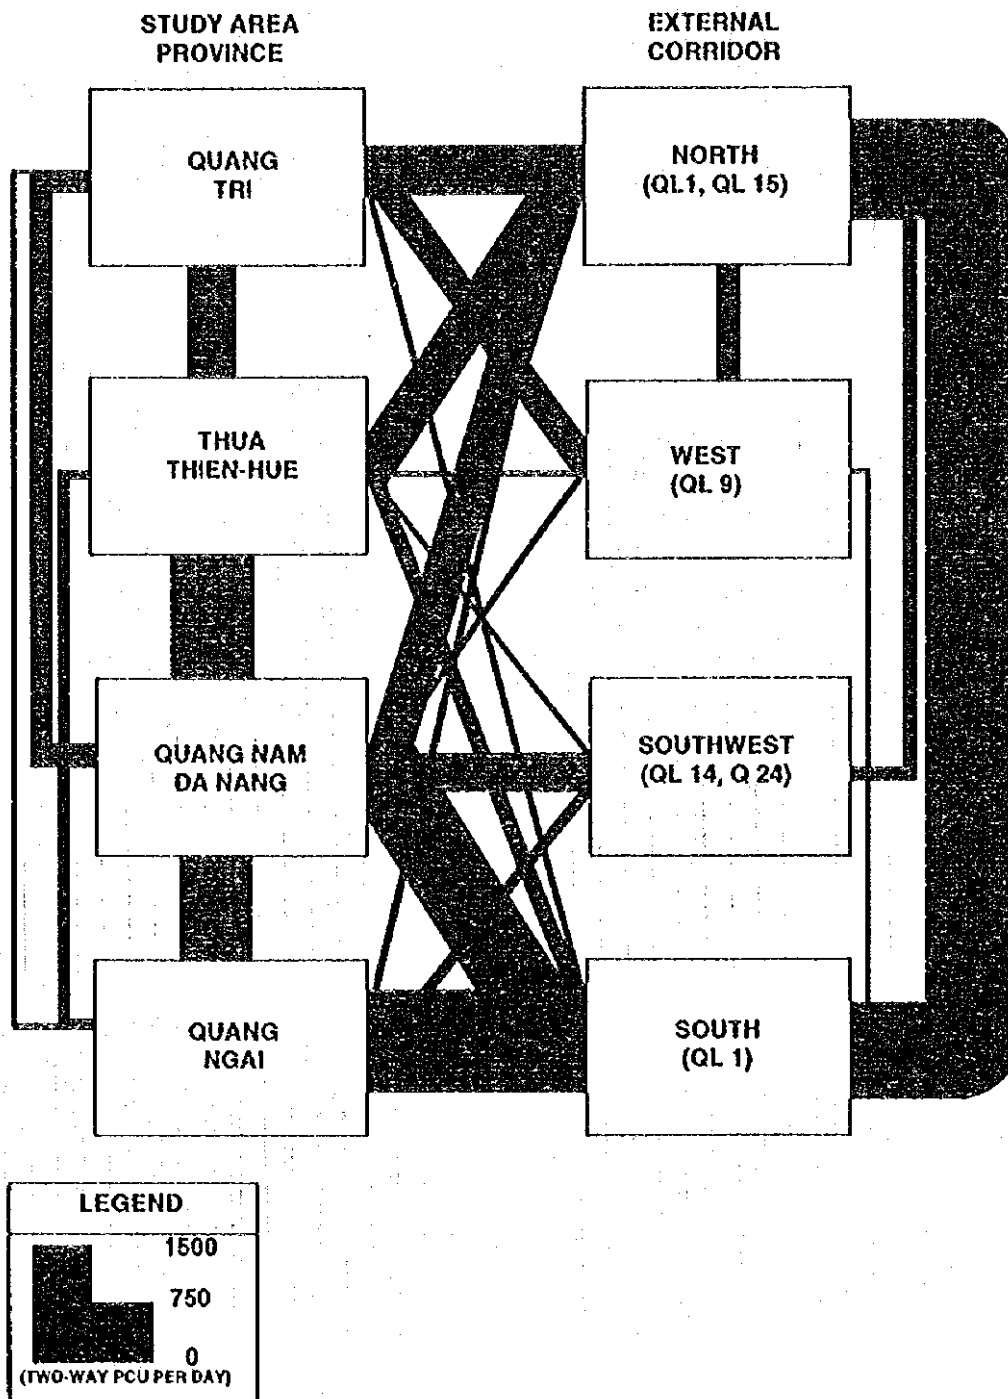 STUDY AREA
PROVINCE
EXTERNAL
CORRIDOR
QUANG
TRI
NORTH
(QL1, QL 15)
THUA
THIEN-HUE
WEST
(QL 9)
QUANG NAM
DA NANG
SOUTHWEST
(QL 14, Q 24)
QUANG
NGAI
SOUTH
(QL 1)
LEGEND
1500
750
0
(TWO-WAY PCU PER DAY)